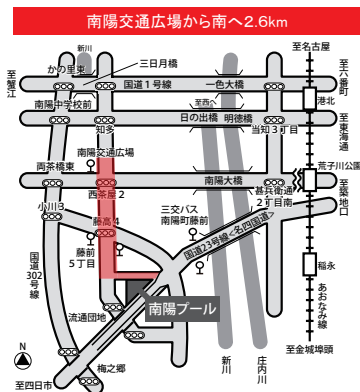 南陽交通広場から南へ2.6km
至名古屋
新川
三日月橋
かの里東
国道1号線
一色大橋
至蟹江
至六番町
港北
南陽中学校前
至西へ
日の出橋
明徳橋
知多
当知3丁目
至東海通
南陽交通広場
荒子川公園
両茶橋東
南陽大橋
西茶屋2
甚兵衛通
2丁目南
至築地口
小川3
藤高4
三交バス
南陽町藤前
国道23号線<名四国道>
藤前
5丁目
国道
302
号線
稲永
南陽プール
流通団地
あおなみ線
梅之郷
新川
庄内川
至金城埠頭
N
至四日市